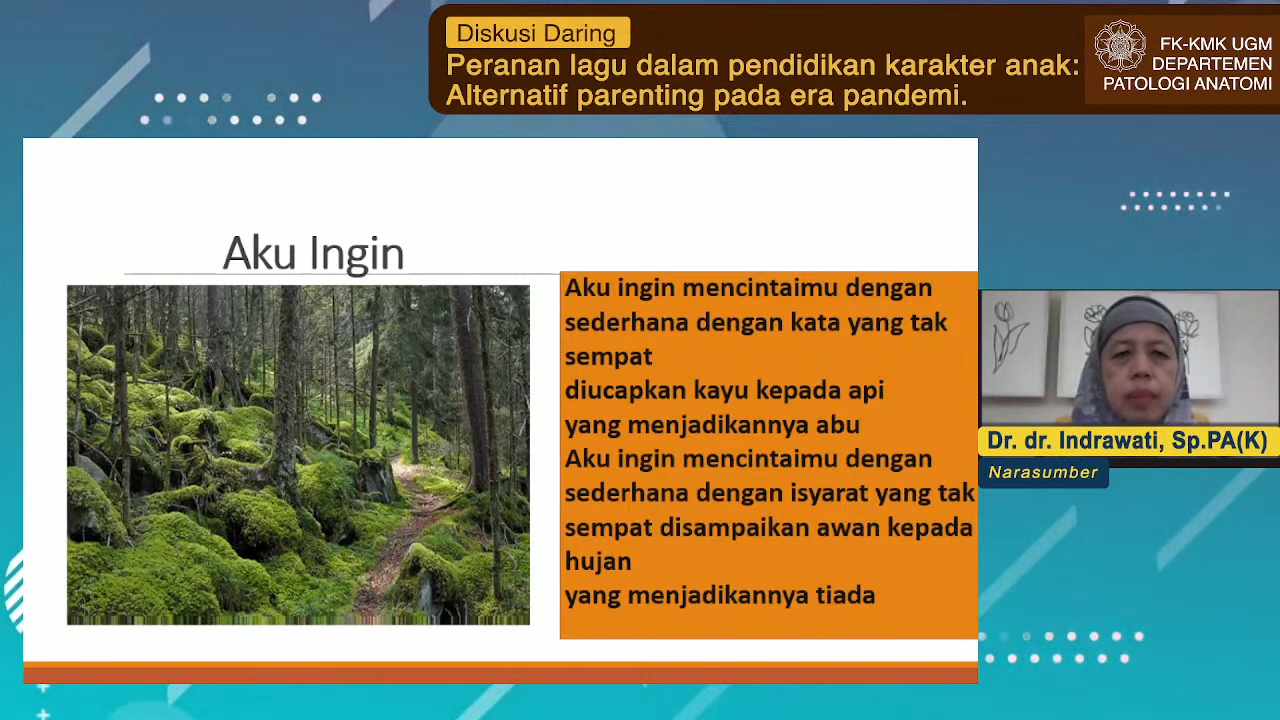 Diskusi Daring
Peranan lagu dalam pendidikan karakter anak:
Alternatif parenting pada era pandemi.
FK-KMK UGM
DEPARTEMEN
PATOLOGI ANATOMI
Aku Ingin
Aku ingin mencintaimu dengan
sederhana dengan kata yang tak
sempat
diucapkan kayu kepada api
yang menjadikannya abu
Aku ingin mencintaimu dengan
sederhana dengan isyarat yang tak
sempat disampaikan awan kepada
hujan
yang menjadikannya tiada
Dr. dr. Indrawati, Sp.PA(K)
Narasumber